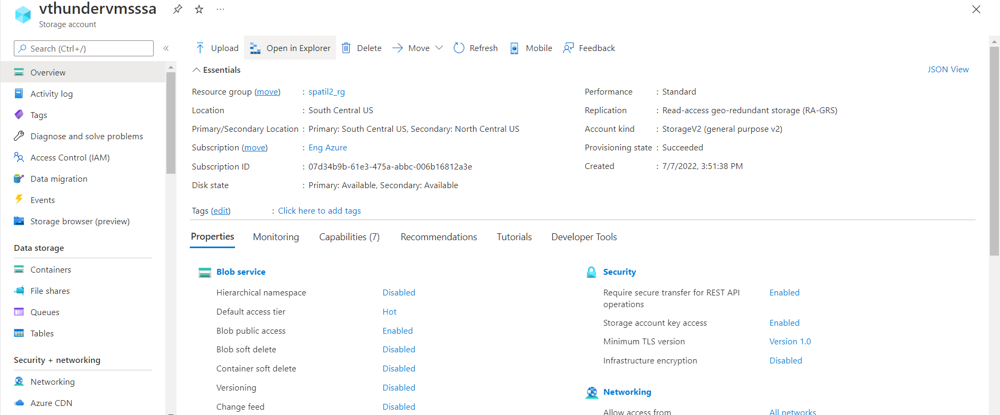 vthundervmsssa
Storage account
Search (Ctrl+/)
Overview
Activity log
Tags
Diagnose and solve problems
Access Control (IAM)
Data migration
Events
Storage browser (preview)
Data storage
Containers
File shares
Queues
Tables
Security + networking
Networking
Azure CDN
Upload Open in Explorer Delete Move Refresh Mobile Feedback
Essentials JSON View
Resource group (move) : spatil2_rg
Location : South Central US
Primary/Secondary Location : Primary: South Central US, Secondary: North Central US
Subscription (move) : Eng Azure
Subscription ID : 07d34b9b-61e3-475a-abbc-006b16812a3e
Disk state : Primary: Available, Secondary: Available
Performance : Standard
Replication : Read-access geo-redundant storage (RA-GRS)
Account kind : StorageV2 (general purpose v2)
Provisioning state : Succeeded
Created : 7/7/2022, 3:51:38 PM
Tags (edit) : Click here to add tags
Properties Monitoring Capabilities (7) Recommendations Tutorials Developer Tools
Blob service
Hierarchical namespace Disabled
Default access tier Hot
Blob public access Enabled
Blob soft delete Disabled
Container soft delete Disabled
Versioning Disabled
Change feed Disabled
Security
Require secure transfer for REST API Enabled
operations
Storage account key access Enabled
Minimum TLS version Version 1.0
Infrastructure encryption Disabled
Networking
Allow access from All networks